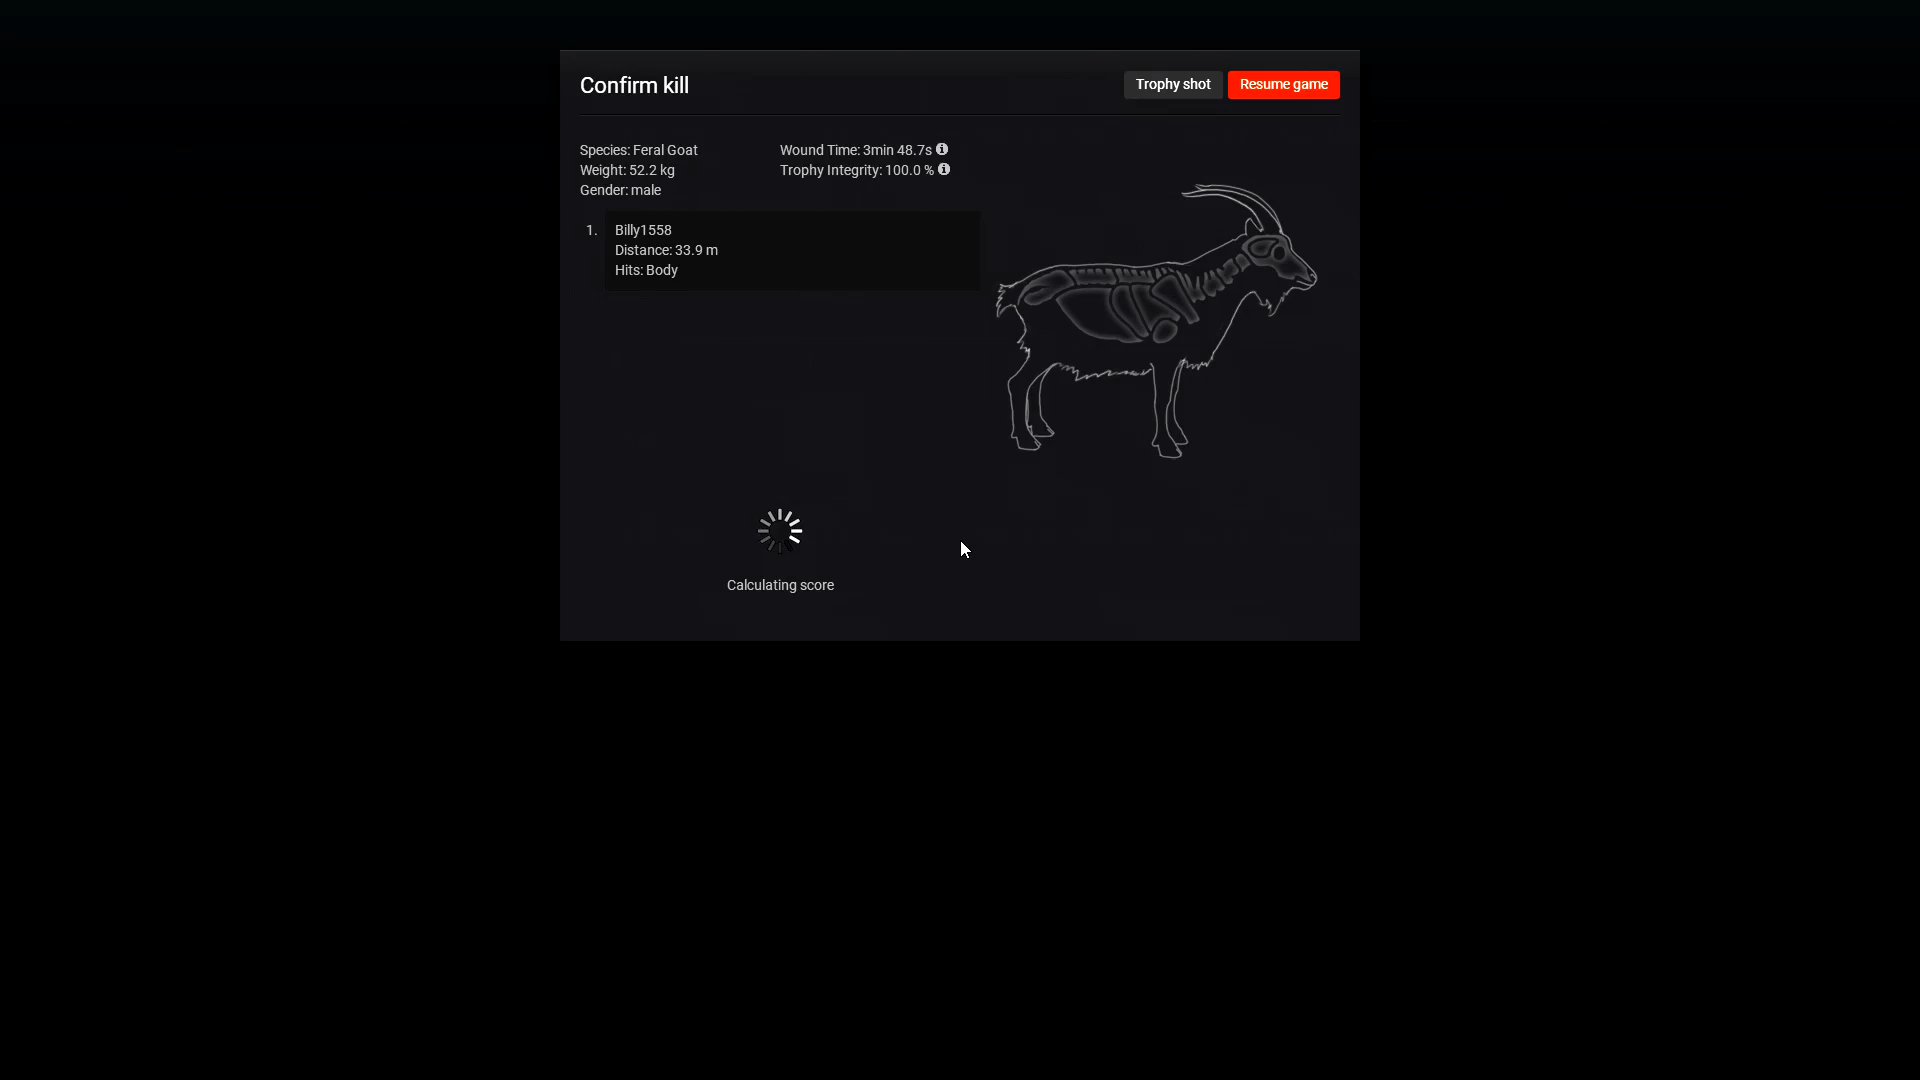 Confirm kill
Trophy shot
Resume game
Species: Feral Goat
Weight: 52.2 kg
Gender: male
Wound Time: 3min 48.7s
Trophy Integrity: 100.0 %
1.
Billy1558
Distance: 33.9 m
Hits: Body
Calculating score